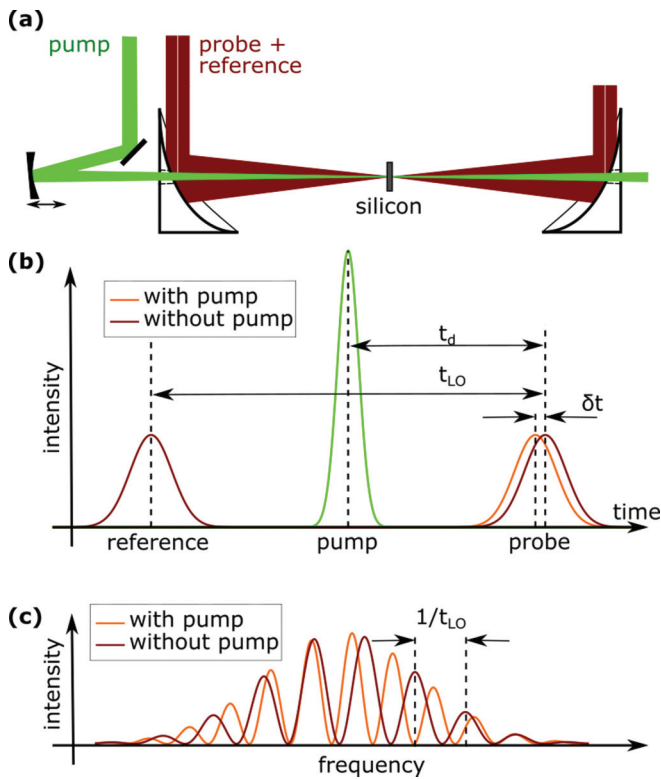 (a)
pump
probe +
reference
silicon
(b)
with pump
without pump
t_d
t_LO
δt
intensity
time
reference
pump
probe
(c)
with pump
without pump
1/t_LO
intensity
frequency